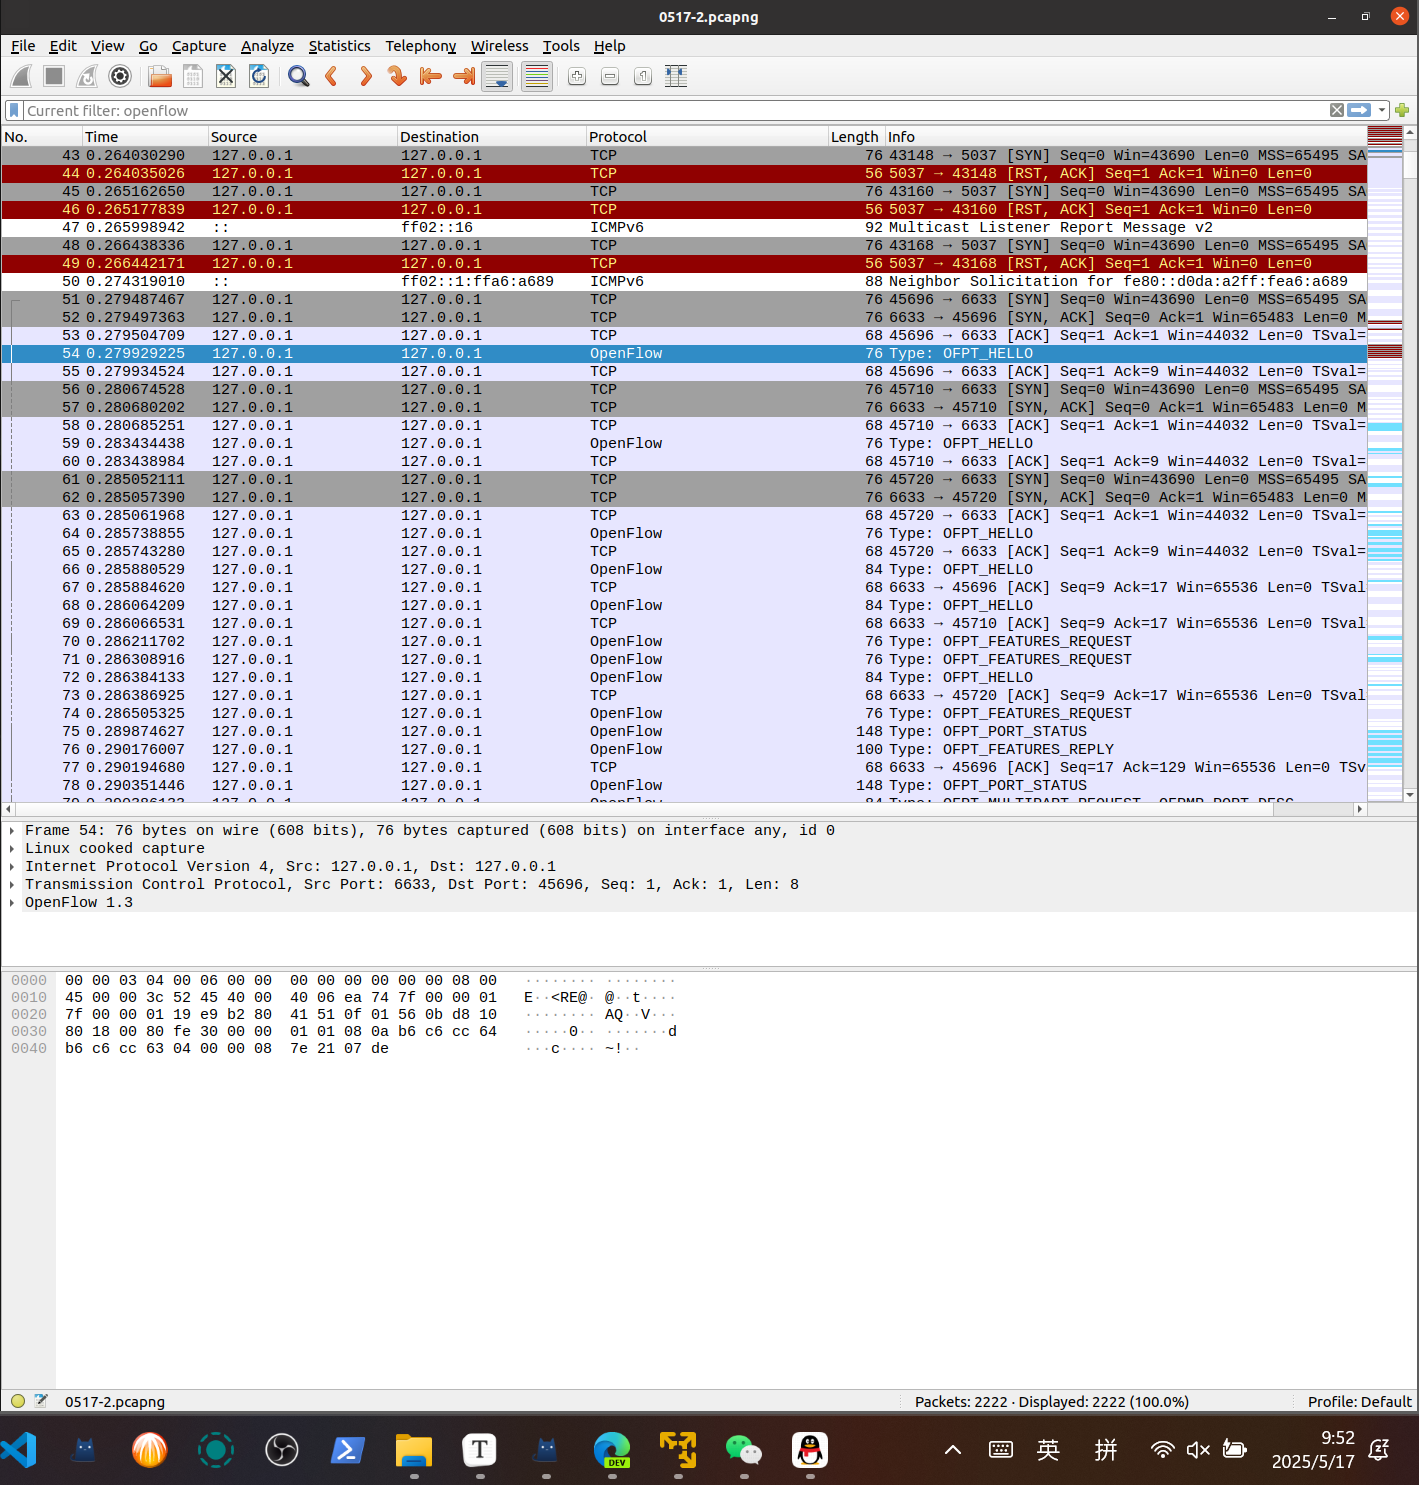 0517-2.pcapng
File Edit View Go Capture Analyze Statistics Telephony Wireless Tools Help
Current filter: openflow
No. Time Source Destination Protocol Length Info
43 0.264030290 127.0.0.1 127.0.0.1 TCP 76 43148 → 5037 [SYN] Seq=0 Win=43690 Len=0 MSS=65495 SA
44 0.264035026 127.0.0.1 127.0.0.1 TCP 56 5037 → 43148 [RST, ACK] Seq=1 Ack=1 Win=0 Len=0
45 0.265162650 127.0.0.1 127.0.0.1 TCP 76 43160 → 5037 [SYN] Seq=0 Win=43690 Len=0 MSS=65495 SA
46 0.265177839 127.0.0.1 127.0.0.1 TCP 56 5037 → 43160 [RST, ACK] Seq=1 Ack=1 Win=0 Len=0
47 0.265998942 :: ff02::16 ICMPv6 92 Multicast Listener Report Message v2
48 0.266438336 127.0.0.1 127.0.0.1 TCP 76 43168 → 5037 [SYN] Seq=0 Win=43690 Len=0 MSS=65495 SA
49 0.266442171 127.0.0.1 127.0.0.1 TCP 56 5037 → 43168 [RST, ACK] Seq=1 Ack=1 Win=0 Len=0
50 0.274319010 :: ff02::1:ffa6:a689 ICMPv6 88 Neighbor Solicitation for fe80::d0da:a2ff:fea6:a689
51 0.279487467 127.0.0.1 127.0.0.1 TCP 76 45696 → 6633 [SYN] Seq=0 Win=43690 Len=0 MSS=65495 SA
52 0.279497363 127.0.0.1 127.0.0.1 TCP 76 6633 → 45696 [SYN, ACK] Seq=0 Ack=1 Win=65483 Len=0 M
53 0.279504709 127.0.0.1 127.0.0.1 TCP 68 45696 → 6633 [ACK] Seq=1 Ack=1 Win=44032 Len=0 TSval=
54 0.279929225 127.0.0.1 127.0.0.1 OpenFlow 76 Type: OFPT_HELLO
55 0.279934524 127.0.0.1 127.0.0.1 TCP 68 45696 → 6633 [ACK] Seq=1 Ack=9 Win=44032 Len=0 TSval=
56 0.280674528 127.0.0.1 127.0.0.1 TCP 76 45710 → 6633 [SYN] Seq=0 Win=43690 Len=0 MSS=65495 SA
57 0.280680202 127.0.0.1 127.0.0.1 TCP 76 6633 → 45710 [SYN, ACK] Seq=0 Ack=1 Win=65483 Len=0 M
58 0.280685251 127.0.0.1 127.0.0.1 TCP 68 45710 → 6633 [ACK] Seq=1 Ack=1 Win=44032 Len=0 TSval=
59 0.283434438 127.0.0.1 127.0.0.1 OpenFlow 76 Type: OFPT_HELLO
60 0.283438984 127.0.0.1 127.0.0.1 TCP 68 45710 → 6633 [ACK] Seq=1 Ack=9 Win=44032 Len=0 TSval=
61 0.285052111 127.0.0.1 127.0.0.1 TCP 76 45720 → 6633 [SYN] Seq=0 Win=43690 Len=0 MSS=65495 SA
62 0.285057390 127.0.0.1 127.0.0.1 TCP 76 6633 → 45720 [SYN, ACK] Seq=0 Ack=1 Win=65483 Len=0 M
63 0.285061968 127.0.0.1 127.0.0.1 TCP 68 45720 → 6633 [ACK] Seq=1 Ack=1 Win=44032 Len=0 TSval=
64 0.285738855 127.0.0.1 127.0.0.1 OpenFlow 76 Type: OFPT_HELLO
65 0.285743280 127.0.0.1 127.0.0.1 TCP 68 45720 → 6633 [ACK] Seq=1 Ack=9 Win=44032 Len=0 TSval=
66 0.285880529 127.0.0.1 127.0.0.1 OpenFlow 84 Type: OFPT_HELLO
67 0.285884620 127.0.0.1 127.0.0.1 TCP 68 6633 → 45696 [ACK] Seq=9 Ack=17 Win=65536 Len=0 TSval
68 0.286064209 127.0.0.1 127.0.0.1 OpenFlow 84 Type: OFPT_HELLO
69 0.286066531 127.0.0.1 127.0.0.1 TCP 68 6633 → 45710 [ACK] Seq=9 Ack=17 Win=65536 Len=0 TSval
70 0.286211702 127.0.0.1 127.0.0.1 OpenFlow 76 Type: OFPT_FEATURES_REQUEST
71 0.286308916 127.0.0.1 127.0.0.1 OpenFlow 76 Type: OFPT_FEATURES_REQUEST
72 0.286384133 127.0.0.1 127.0.0.1 OpenFlow 84 Type: OFPT_HELLO
73 0.286386925 127.0.0.1 127.0.0.1 TCP 68 6633 → 45720 [ACK] Seq=9 Ack=17 Win=65536 Len=0 TSval
74 0.286505325 127.0.0.1 127.0.0.1 OpenFlow 76 Type: OFPT_FEATURES_REQUEST
75 0.289874627 127.0.0.1 127.0.0.1 OpenFlow 148 Type: OFPT_PORT_STATUS
76 0.290176007 127.0.0.1 127.0.0.1 OpenFlow 100 Type: OFPT_FEATURES_REPLY
77 0.290194680 127.0.0.1 127.0.0.1 TCP 68 6633 → 45696 [ACK] Seq=17 Ack=129 Win=65536 Len=0 TSv
78 0.290351446 127.0.0.1 127.0.0.1 OpenFlow 148 Type: OFPT_PORT_STATUS
Frame 54: 76 bytes on wire (608 bits), 76 bytes captured (608 bits) on interface any, id 0
Linux cooked capture
Internet Protocol Version 4, Src: 127.0.0.1, Dst: 127.0.0.1
Transmission Control Protocol, Src Port: 6633, Dst Port: 45696, Seq: 1, Ack: 1, Len: 8
OpenFlow 1.3
0000 00 00 03 04 00 06 00 00 00 00 00 00 00 00 08 00 ········ ········
0010 45 00 00 3c 52 45 40 00 40 06 ea 74 7f 00 00 01 E··<RE@· @··t····
0020 7f 00 00 01 19 e9 b2 80 41 51 0f 01 56 0b d8 10 ········ AQ··V···
0030 80 18 00 80 fe 30 00 00 01 01 08 0a b6 c6 cc 64 ·····0·· ·······d
0040 b6 c6 cc 63 04 00 00 08 7e 21 07 de ···c···· ~!··
0517-2.pcapng Packets: 2222 · Displayed: 2222 (100.0%) Profile: Default
T DEV 英 拼 9:52
2025/5/17